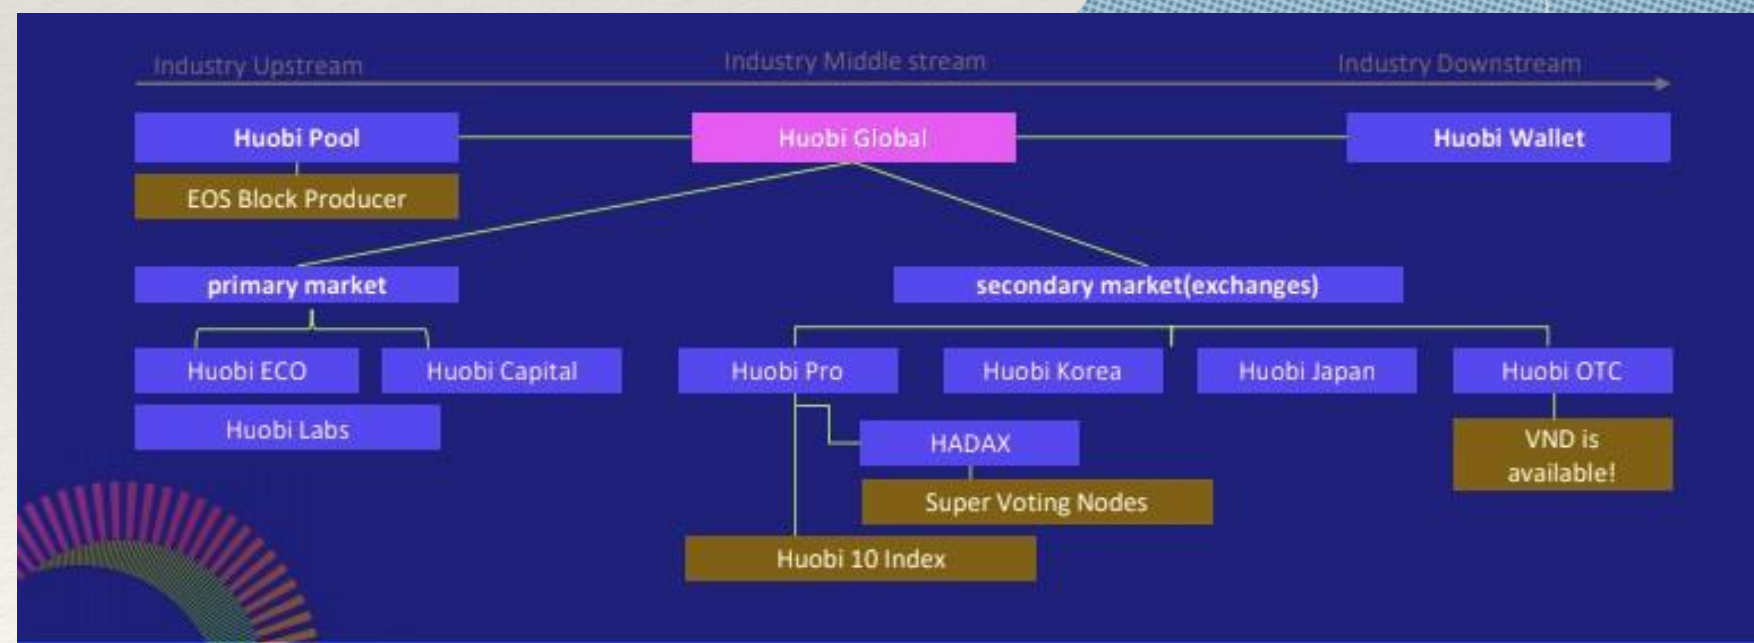 Industry Upstream
Industry Middle stream
Industry Downstream
Huobi Pool
Huobi Global
Huobi Wallet
EOS Block Producer
primary market
secondary market(exchanges)
Huobi ECO
Huobi Capital
Huobi Pro
Huobi Korea
Huobi Japan
Huobi OTC
Huobi Labs
HADAX
VND is
available!
Super Voting Nodes
Huobi 10 Index